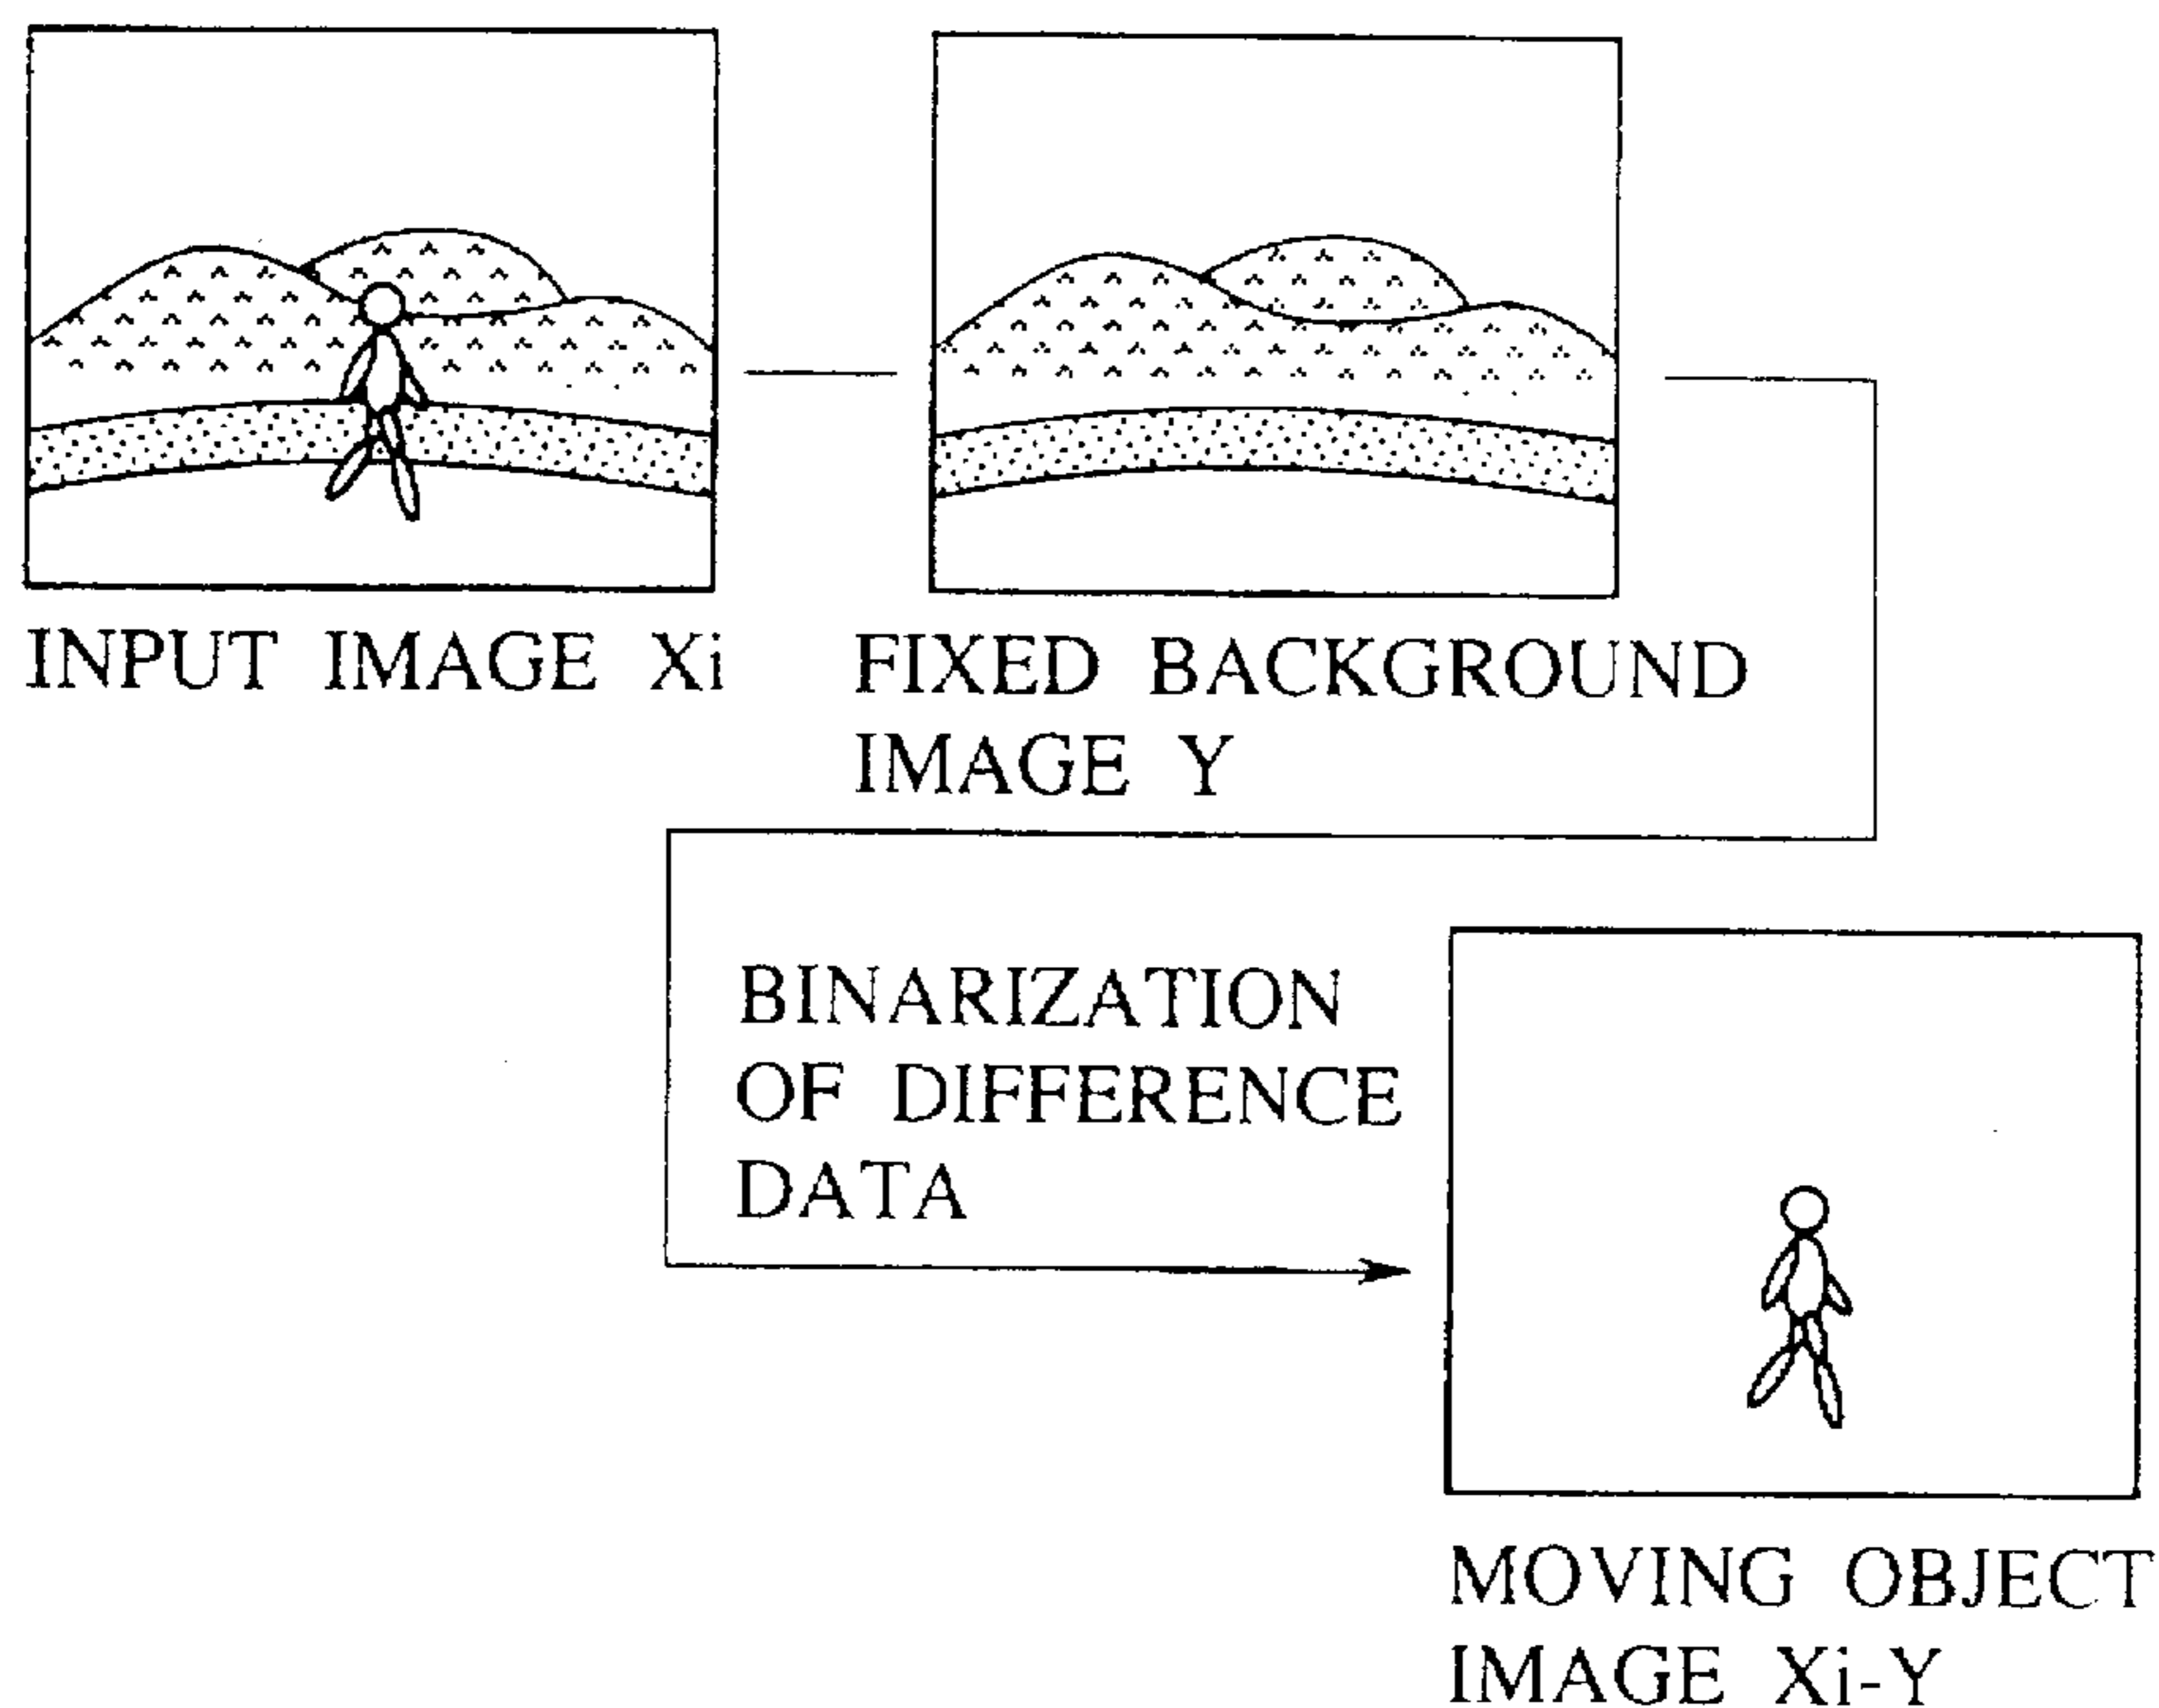 INPUT IMAGE Xi
FIXED BACKGROUND
IMAGE Y
BINARIZATION
OF DIFFERENCE
DATA
MOVING OBJECT
IMAGE Xi-Y